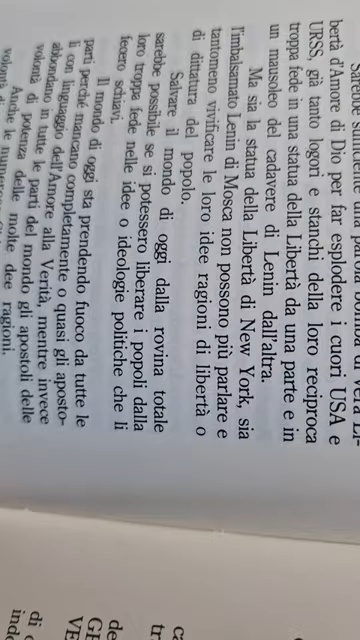 bertà d'Amore di Dio per far esplodere i cuori USA e
URSS, già tanto logori e stanchi della loro reciproca
troppa fede in una statua della Libertà da una parte e in
un mausoleo del cadavere di Lenin dall'altra.
Ma sia la statua della Libertà di New York, sia
l'imbalsamato Lenin di Mosca non possono più parlare e
tantomeno vivificare le loro idee ragioni di libertà o
di dittatura del popolo.
Salvare il mondo di oggi dalla rovina totale
sarebbe possibile se si potessero liberare i popoli dalla
loro troppa fede nelle idee o ideologie politiche che li
fecero schiavi.
Il mondo di oggi sta prendendo fuoco da tutte le
parti perché mancano completamente o quasi gli aposto-
li con linguaggio dell'Amore alla Verità, mentre invece
abbondano in tutte le parti del mondo gli apostoli delle
volontà di potenza delle molte dee ragioni.
Anche le
volontà di